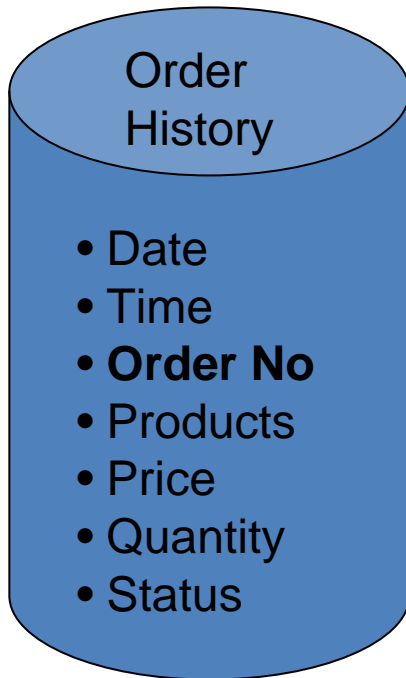 Order
History
• Date
• Time
• Order No
• Products
• Price
• Quantity
• Status